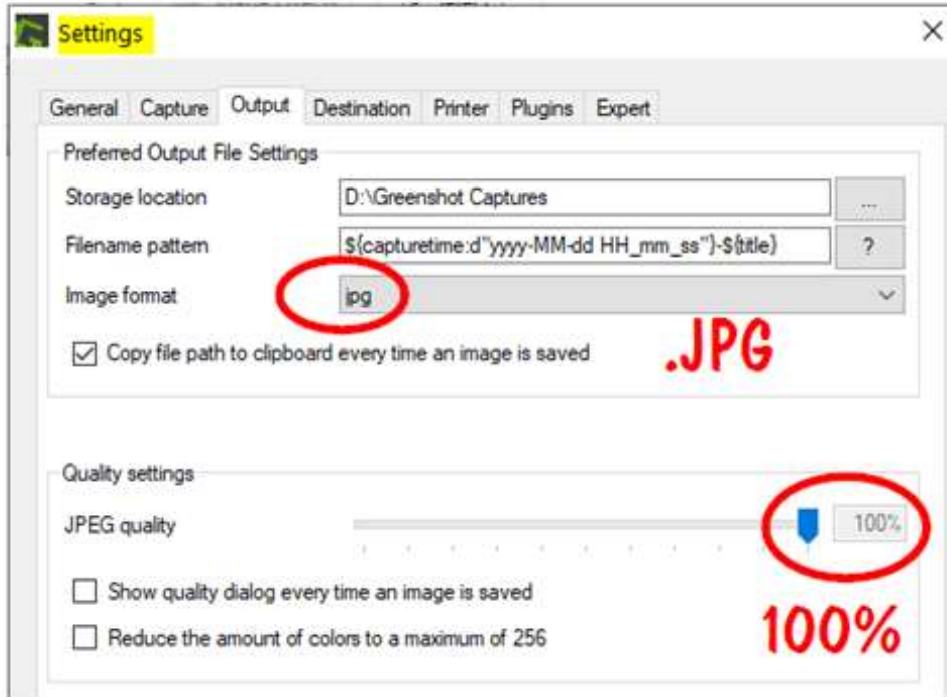 Settings
General Capture Output Destination Printer Plugins Expert
Preferred Output File Settings
Storage location D:\Greenshot Captures ...
Filename pattern ${capturetime:d"yyyy-MM-dd HH_mm_ss"}-${title} ?
Image format jpg
Copy file path to clipboard every time an image is saved
.JPG
Quality settings
JPEG quality 100%
Show quality dialog every time an image is saved
Reduce the amount of colors to a maximum of 256
100%